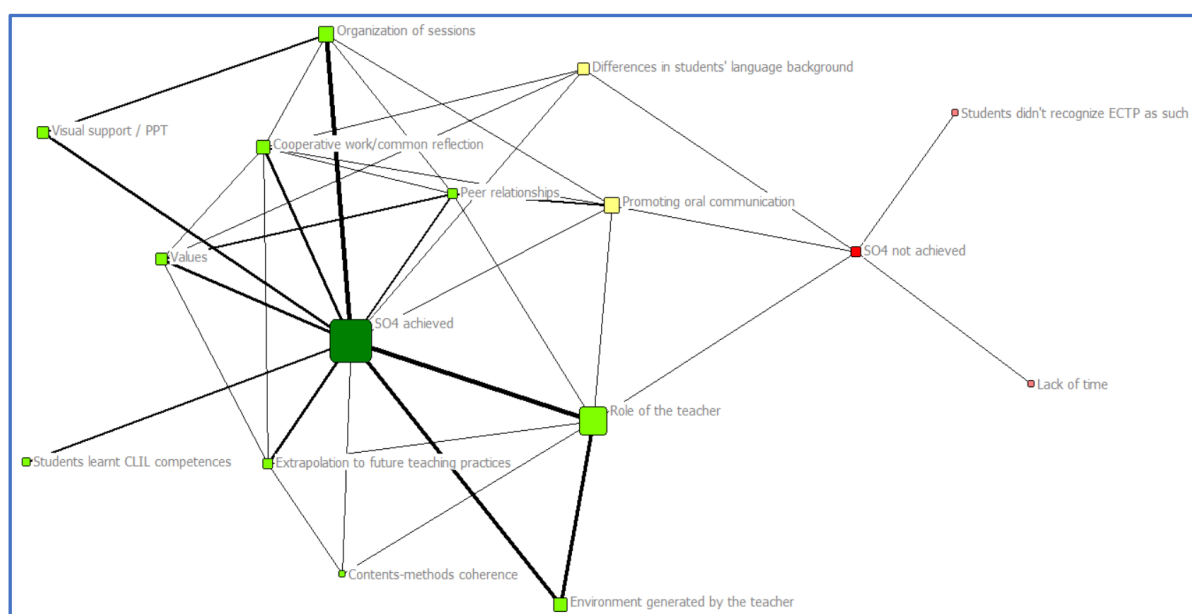 Organization of sessions
Differences in students' language background
Students didn't recognize ECTP as such
Visual support / PPT
Cooperative work/common reflection
Peer relationships
Promoting oral communication
SO4 not achieved
Values
SO4 achieved
Lack of time
Role of the teacher
Students learnt CLIL competences
Extrapolation to future teaching practices
Contents-methods coherence
Environment generated by the teacher